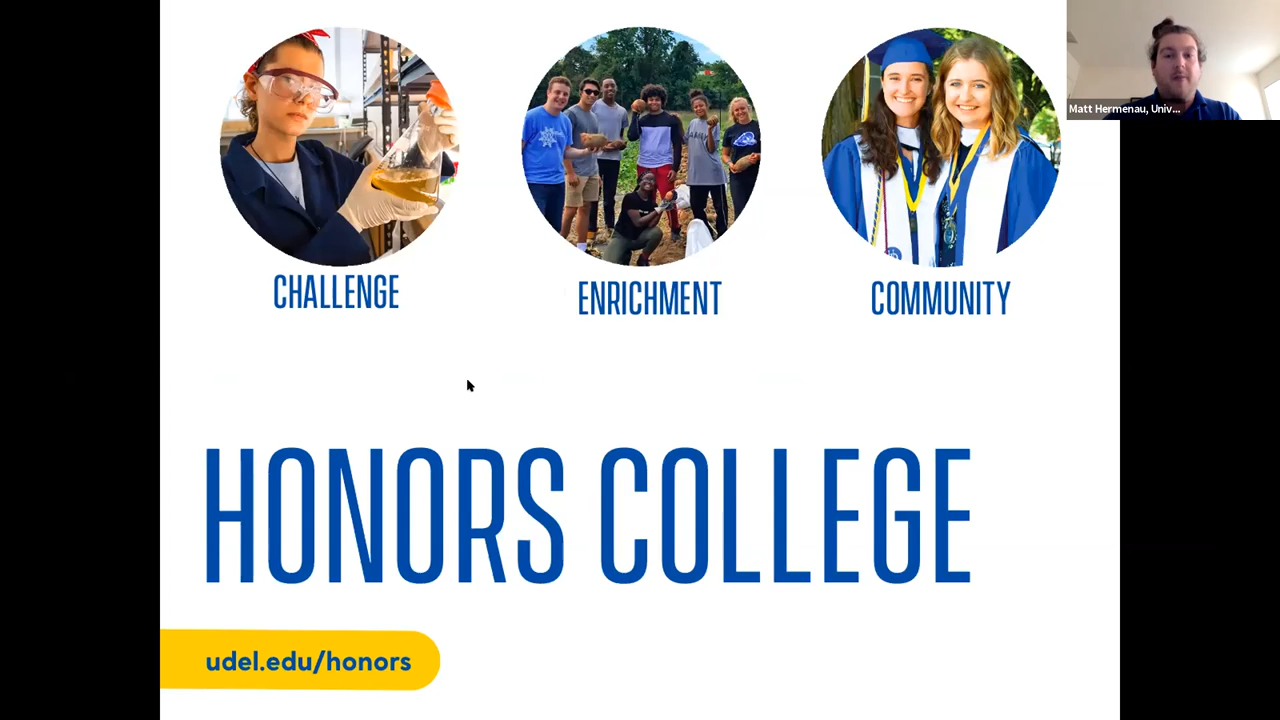 Matt Hermenau, Univ...
CHALLENGE
ENRICHMENT
COMMUNITY
HONORS COLLEGE
udel.edu/honors